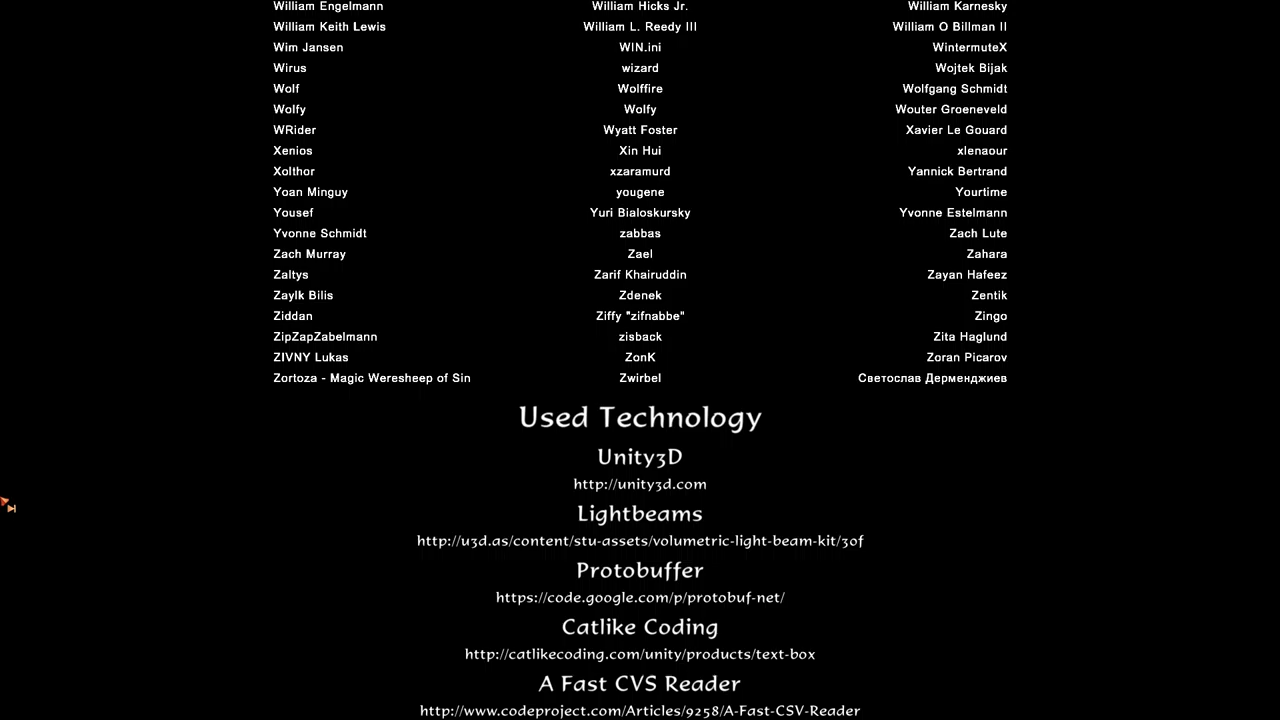 William Engelmann William Hicks Jr. William Karnesky
William Keith Lewis William L. Reedy III William O Billman II
Wim Jansen WIN.ini WintermuteX
Wirus wizard Wojtek Bijak
Wolf Wolffire Wolfgang Schmidt
Wolfy Wolfy Wouter Groeneveld
WRider Wyatt Foster Xavier Le Gouard
Xenios Xin Hui xlenaour
Xolthor xzaramurd Yannick Bertrand
Yoan Minguy yougene Yourtime
Yousef Yuri Bialoskursky Yvonne Estelmann
Yvonne Schmidt zabbas Zach Lute
Zach Murray Zael Zahara
Zaltys Zarif Khairuddin Zayan Hafeez
Zaylk Bilis Zdenek Zentik
Ziddan Ziffy "zifnabbe" Zingo
ZipZapZabelmann zisback Zita Haglund
ZIVNY Lukas ZonK Zoran Picarov
Zortoza - Magic Weresheep of Sin Zwirbel Светослав Дерменджиев
Used Technology
Unity3D
http://unity3d.com
Lightbeams
http://u3d.as/content/stu-assets/volumetric-light-beam-kit/3of
Protobuffer
https://code.google.com/p/protobuf-net/
Catlike Coding
http://catlikecoding.com/unity/products/text-box
A Fast CVS Reader
http://www.codeproject.com/Articles/9258/A-Fast-CSV-Reader